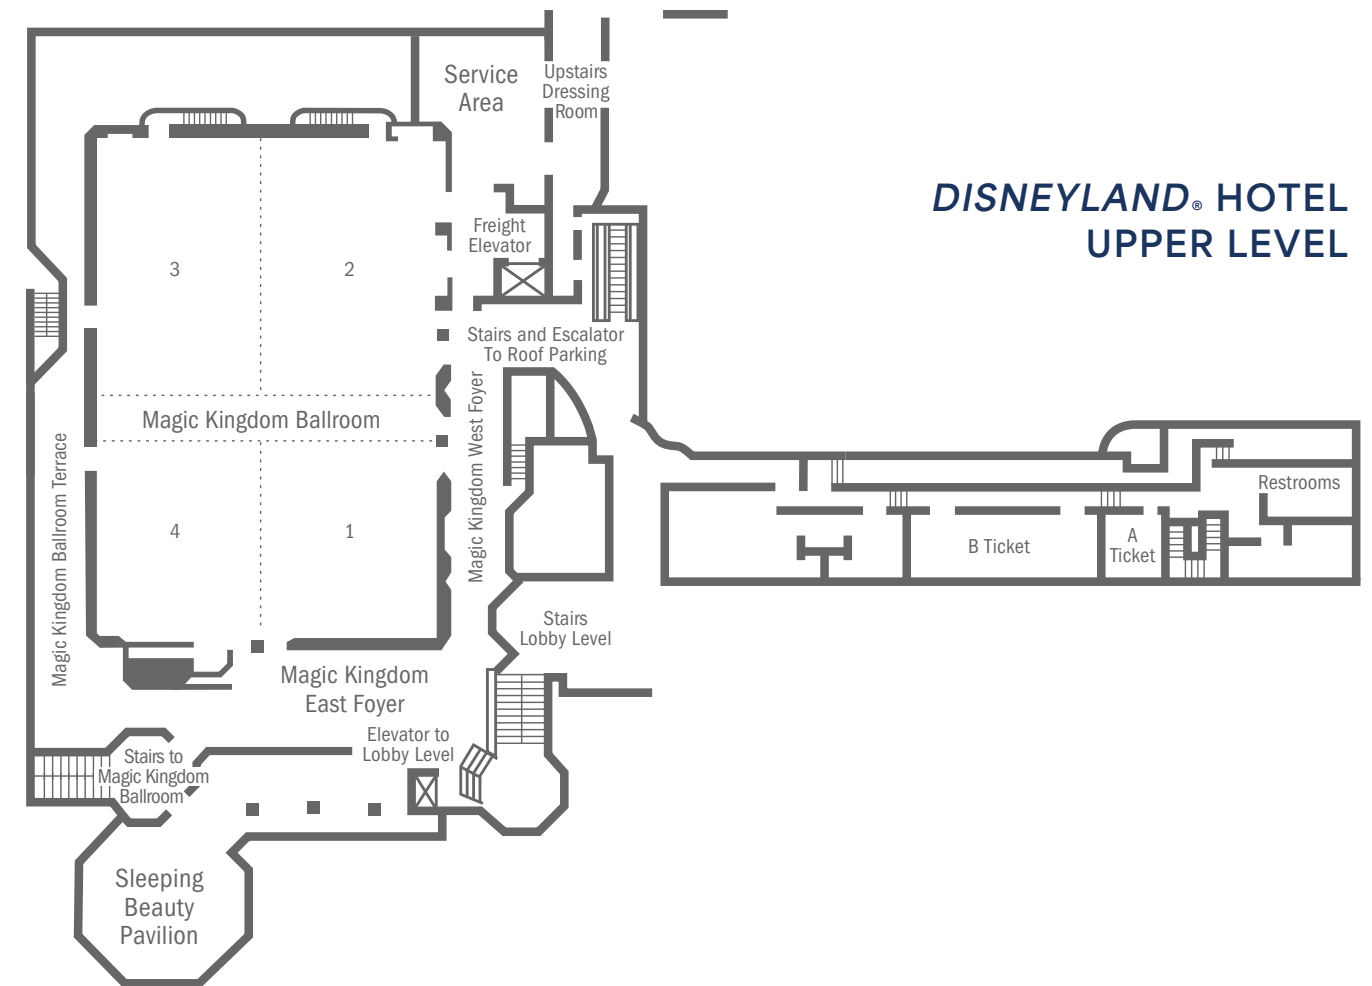 Service
Area
Upstairs
Dressing
Room
DISNEYLAND® HOTEL
UPPER LEVEL
Freight
Elevator
3
2
Stairs and Escalator
To Roof Parking
Magic Kingdom Ballroom
Magic Kingdom West Foyer
Magic Kingdom Ballroom Terrace
Restrooms
4
1
B Ticket
A
Ticket
Stairs
Lobby Level
Magic Kingdom
East Foyer
Elevator to
Lobby Level
Stairs to
Magic Kingdom
Ballroom
Sleeping
Beauty
Pavilion